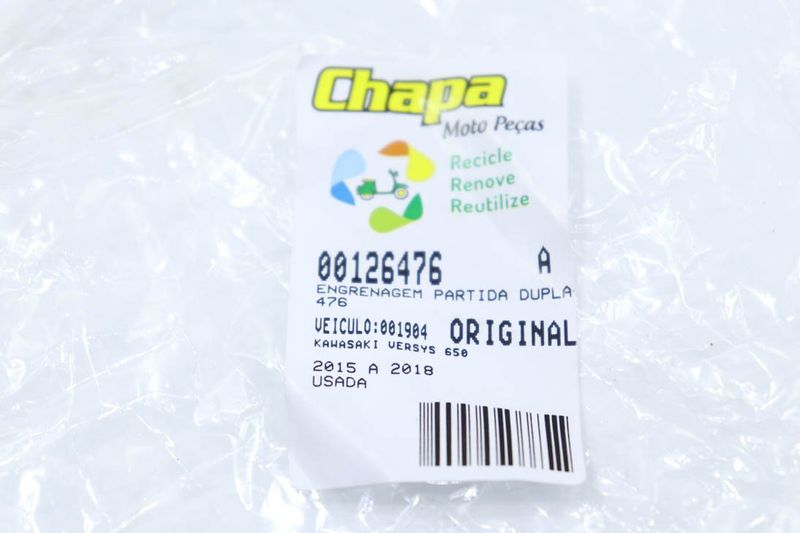 Chapa
Moto Peças
Recicle
Renove
Reutilize
00126476 A
ENGRENAGEM PARTIDA DUPLA
476
VEICULO:001904 ORIGINAL
KAWASAKI VERSYS 650
2015 A 2018
USADA